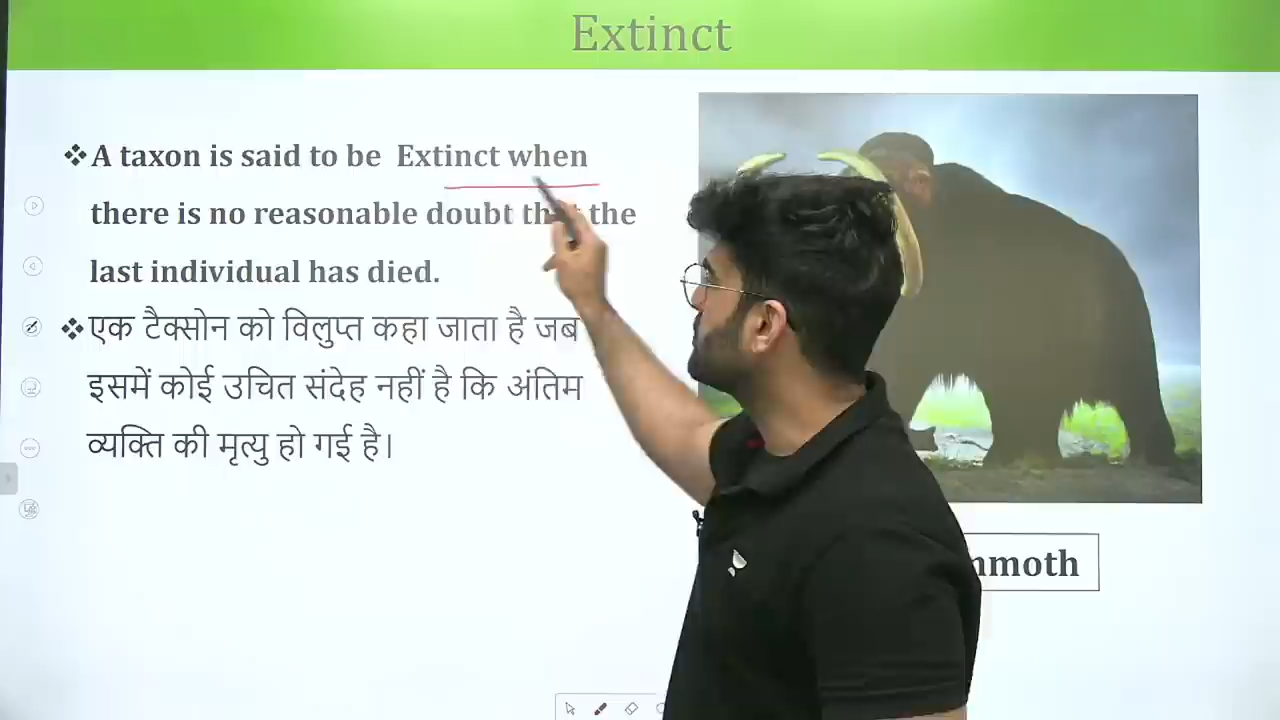 Extinct
❖A taxon is said to be Extinct when
there is no reasonable doubt that the
last individual has died.
❖एक टैक्सोन को विलुप्त कहा जाता है जब
इसमें कोई उचित संदेह नहीं है कि अंतिम
व्यक्ति की मृत्यु हो गई है।